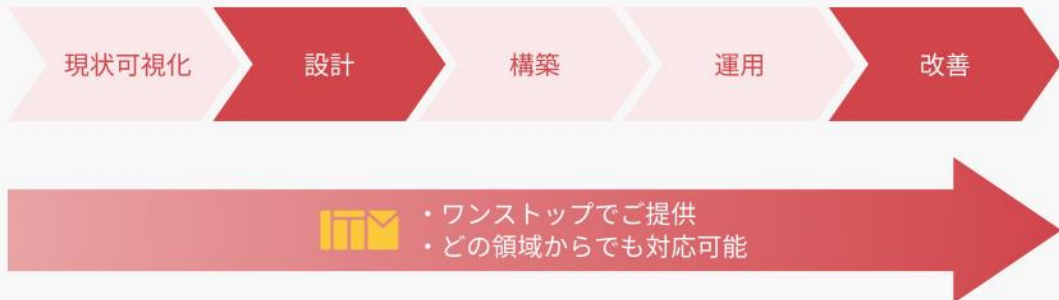 現状可視化
設計
構築
運用
改善
・ワンストップでご提供
・どの領域からでも対応可能